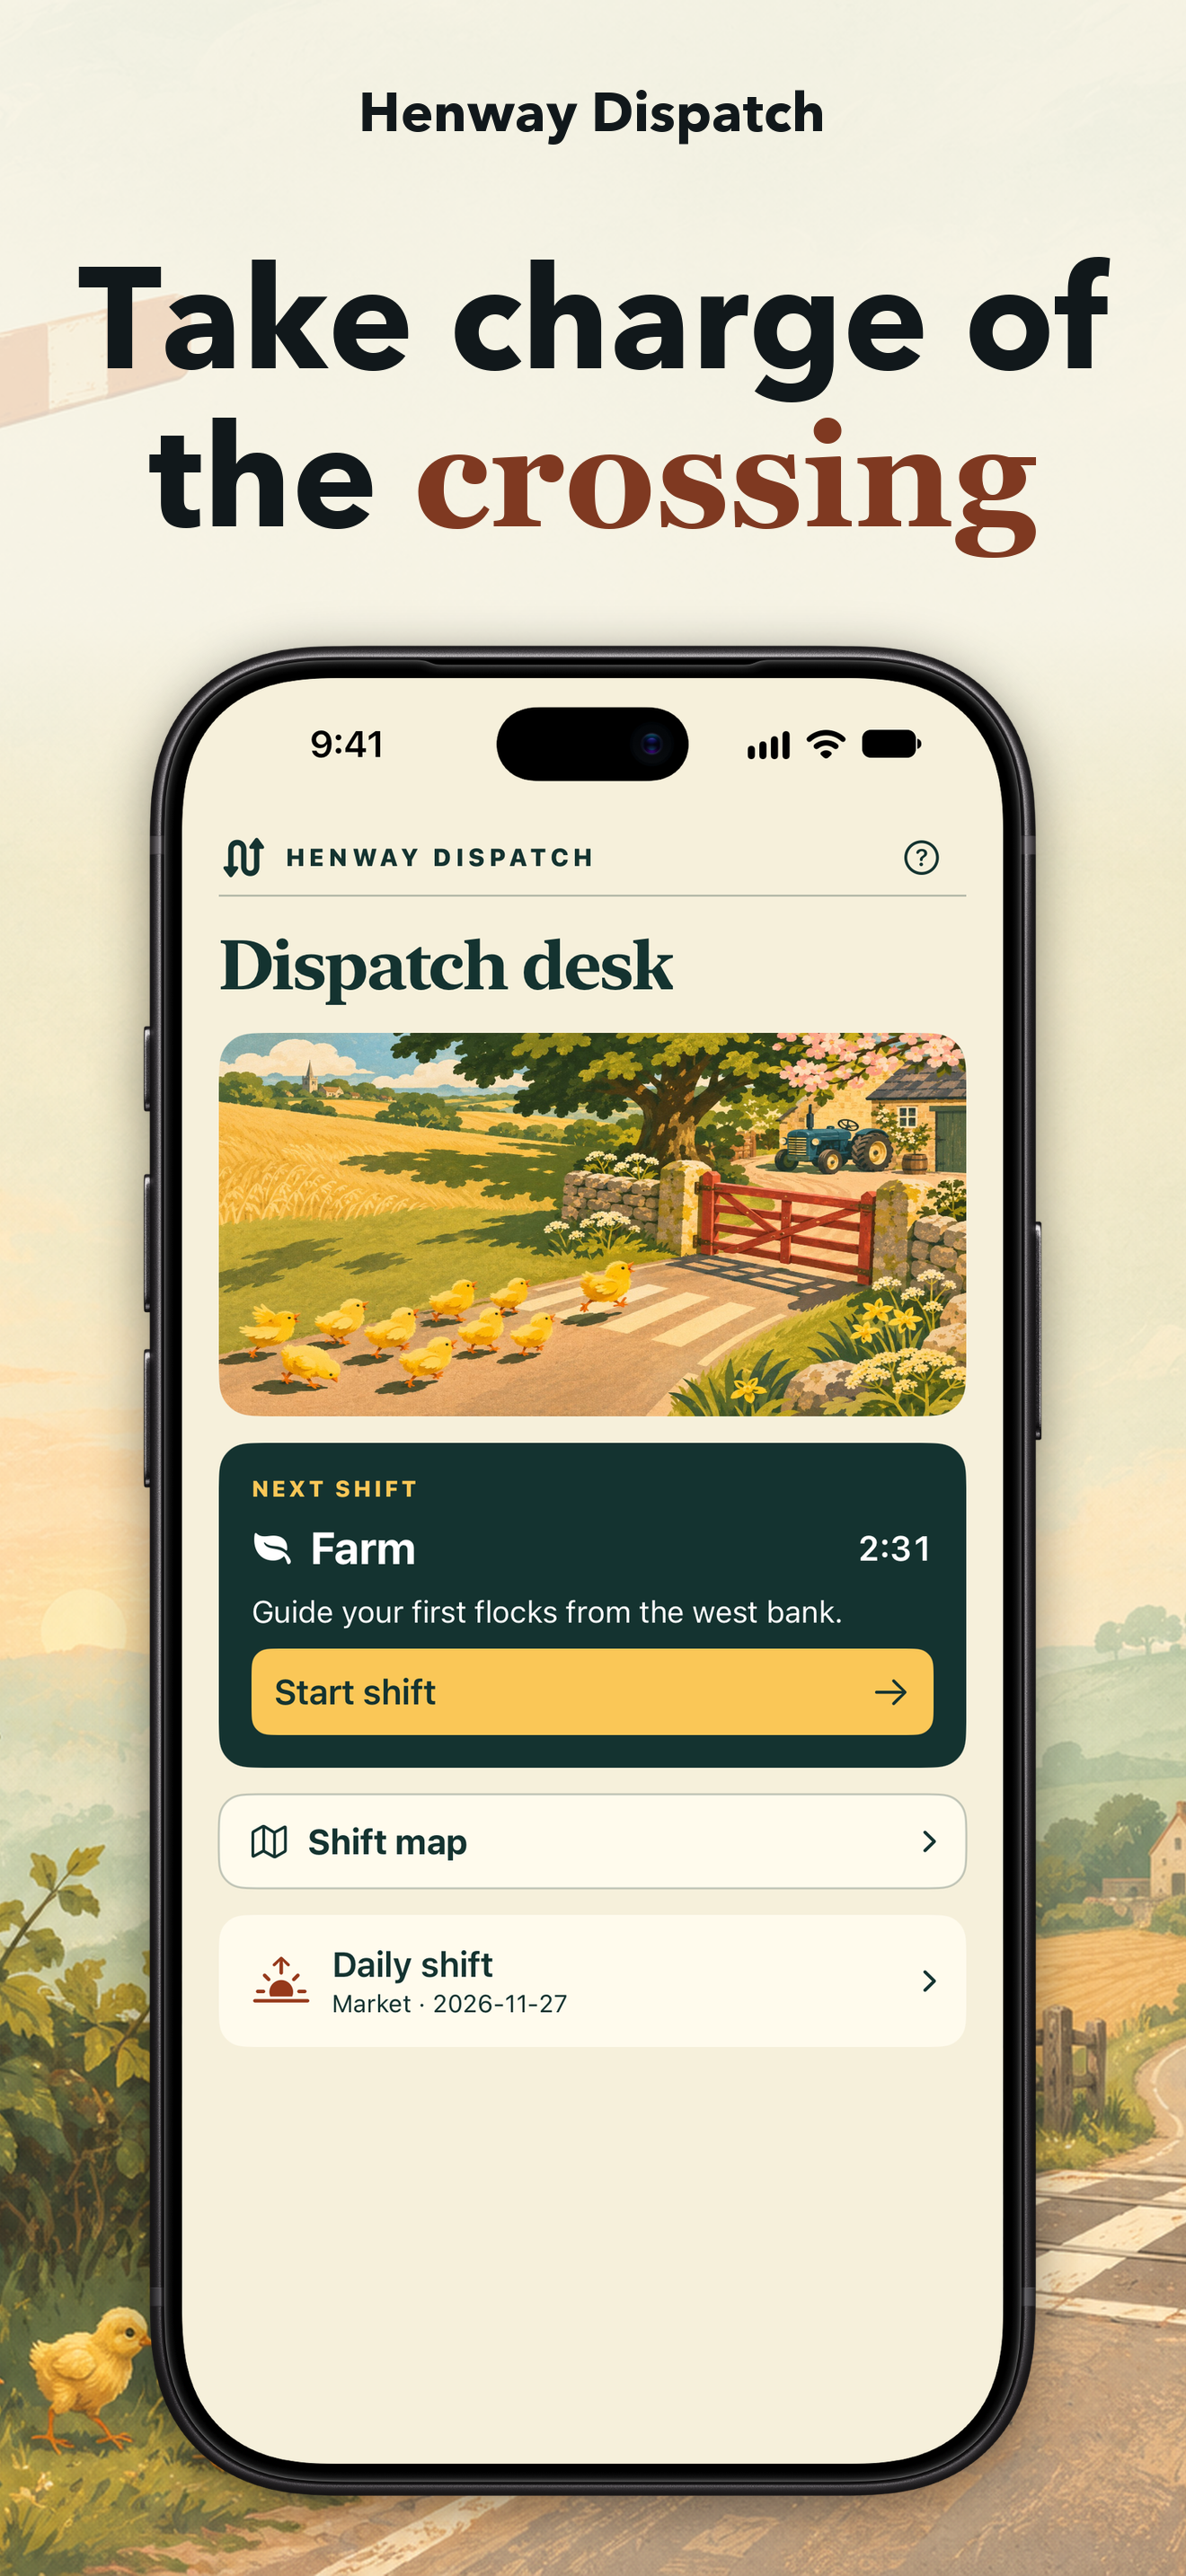 Henway Dispatch
Take charge of
the crossing
9:41
HENWAY DISPATCH
?
Dispatch desk
NEXT SHIFT
Farm
2:31
Guide your first flocks from the west bank.
Start shift
Shift map
Daily shift
Market · 2026-11-27